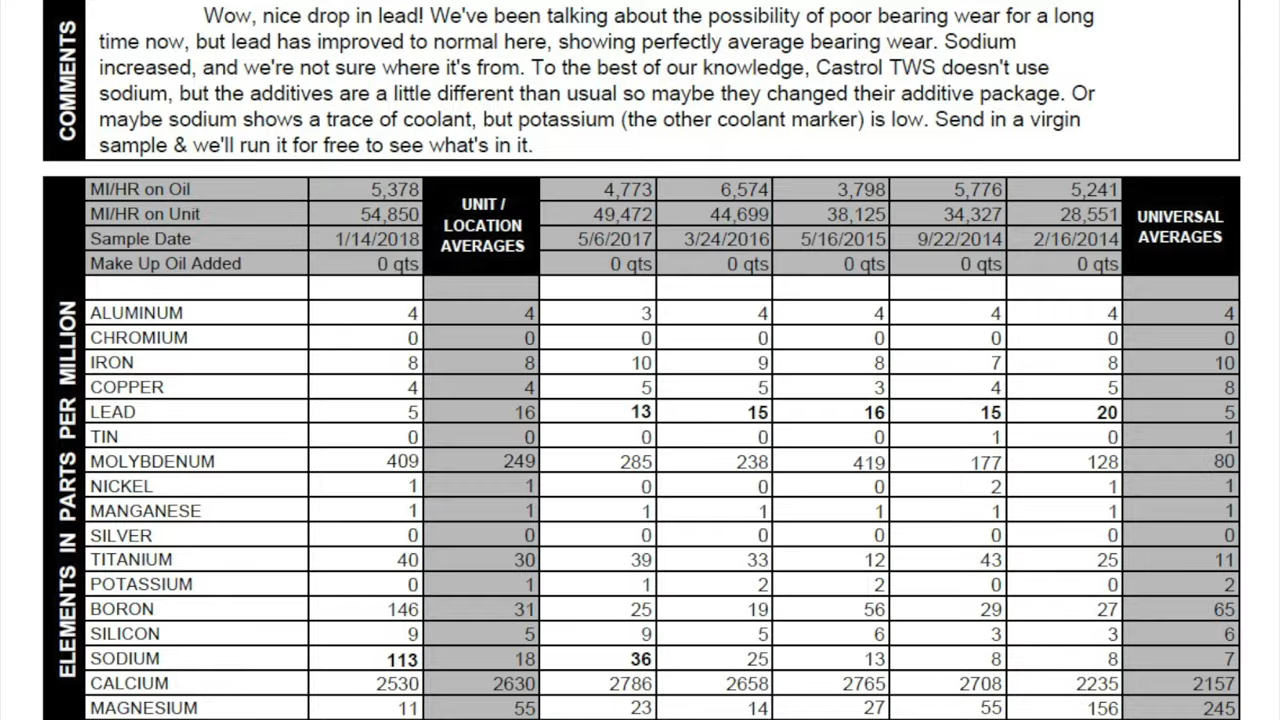 COMMENTS
Wow, nice drop in lead! We've been talking about the possibility of poor bearing wear for a long
time now, but lead has improved to normal here, showing perfectly average bearing wear. Sodium
increased, and we're not sure where it's from. To the best of our knowledge, Castrol TWS doesn't use
sodium, but the additives are a little different than usual so maybe they changed their additive package. Or
maybe sodium shows a trace of coolant, but potassium (the other coolant marker) is low. Send in a virgin
sample & we'll run it for free to see what's in it.
ELEMENTS IN PARTS PER MILLION
MI/HR on Oil 5,378 UNIT / LOCATION AVERAGES 4,773 6,574 3,798 5,776 5,241 UNIVERSAL AVERAGES
MI/HR on Unit 54,850 49,472 44,699 38,125 34,327 28,551
Sample Date 1/14/2018 5/6/2017 3/24/2016 5/16/2015 9/22/2014 2/16/2014
Make Up Oil Added 0 qts 0 qts 0 qts 0 qts 0 qts 0 qts
ALUMINUM 4 4 3 4 4 4 4 4
CHROMIUM 0 0 0 0 0 0 0 0
IRON 8 8 10 9 8 7 8 10
COPPER 4 4 5 5 3 4 5 8
LEAD 5 16 13 15 16 15 20 5
TIN 0 0 0 0 0 1 0 1
MOLYBDENUM 409 249 285 238 419 177 128 80
NICKEL 1 1 0 0 0 2 1 1
MANGANESE 1 1 1 1 1 1 1 1
SILVER 0 0 0 0 0 0 0 0
TITANIUM 40 30 39 33 12 43 25 11
POTASSIUM 0 1 1 2 2 0 0 2
BORON 146 31 25 19 56 29 27 65
SILICON 9 5 9 5 6 3 3 6
SODIUM 113 18 36 25 13 8 8 7
CALCIUM 2530 2630 2786 2658 2765 2708 2235 2157
MAGNESIUM 11 55 23 14 27 55 156 245